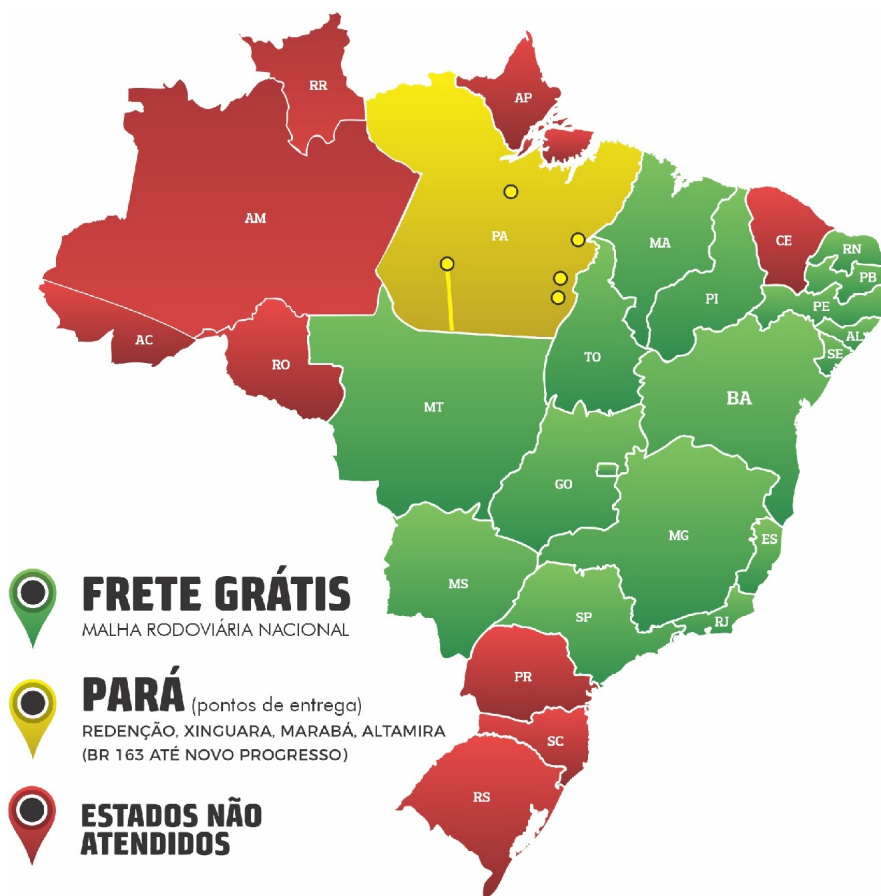 RR
AP
AM
PA
MA
CE
RN
PB
PI
PE
AL
SE
AC
RO
TO
MT
BA
GO
MG
ES
MS
SP
RJ
PR
SC
RS
FRETE GRÁTIS
MALHA RODOVIÁRIA NACIONAL
PARÁ (pontos de entrega)
REDENÇÃO, XINGUARA, MARABÁ, ALTAMIRA
(BR 163 ATÉ NOVO PROGRESSO)
ESTADOS NÃO
ATENDIDOS